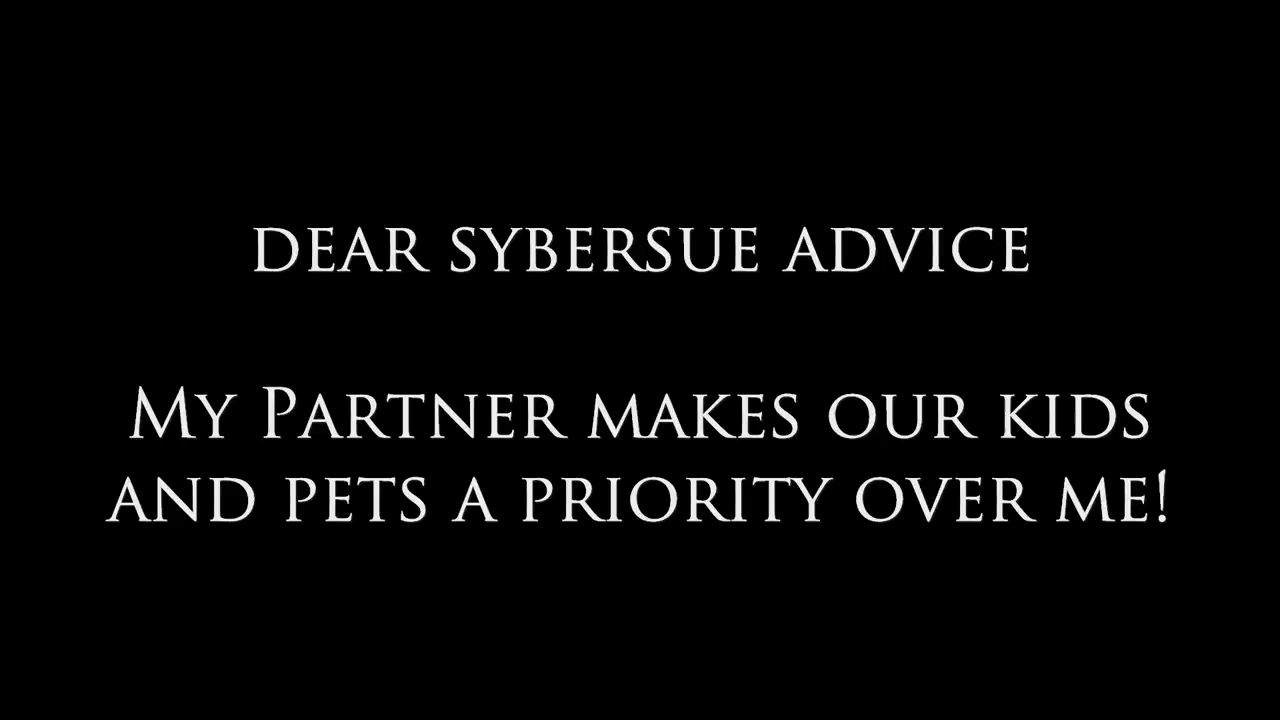 DEAR SYBERSUE ADVICE
MY PARTNER MAKES OUR KIDS
AND PETS A PRIORITY OVER ME!